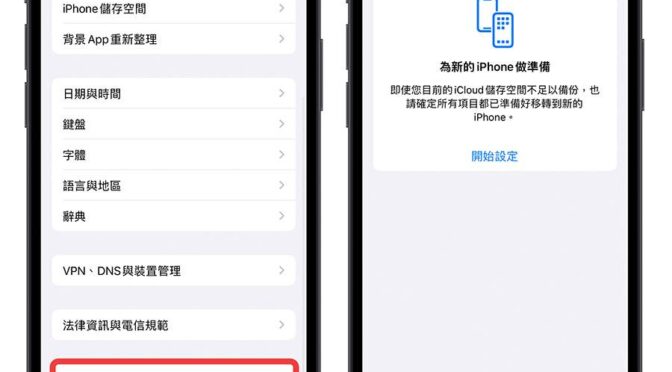 iPhone 儲存空間
背景 App 重新整理
日期與時間
鍵盤
字體
語言與地區
辭典
VPN、DNS與裝置管理
法律資訊與電信規範
為新的 iPhone 做準備
即使您目前的 iCloud 儲存空間不足以備份,也
請確定所有項目都已準備好移轉到新的
iPhone。
開始設定